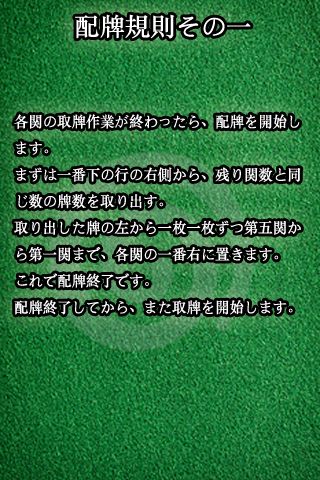 配牌規則その一
各関の取牌作業が終わったら、配牌を開始し
ます。
まずは一番下の行の右側から、残り関数と同
じ数の牌数を取り出す。
取り出した牌の左から一枚一枚ずつ第五関か
ら第一関まで、各関の一番右に置きます。
これで配牌終了です。
配牌終了してから、また取牌を開始します。